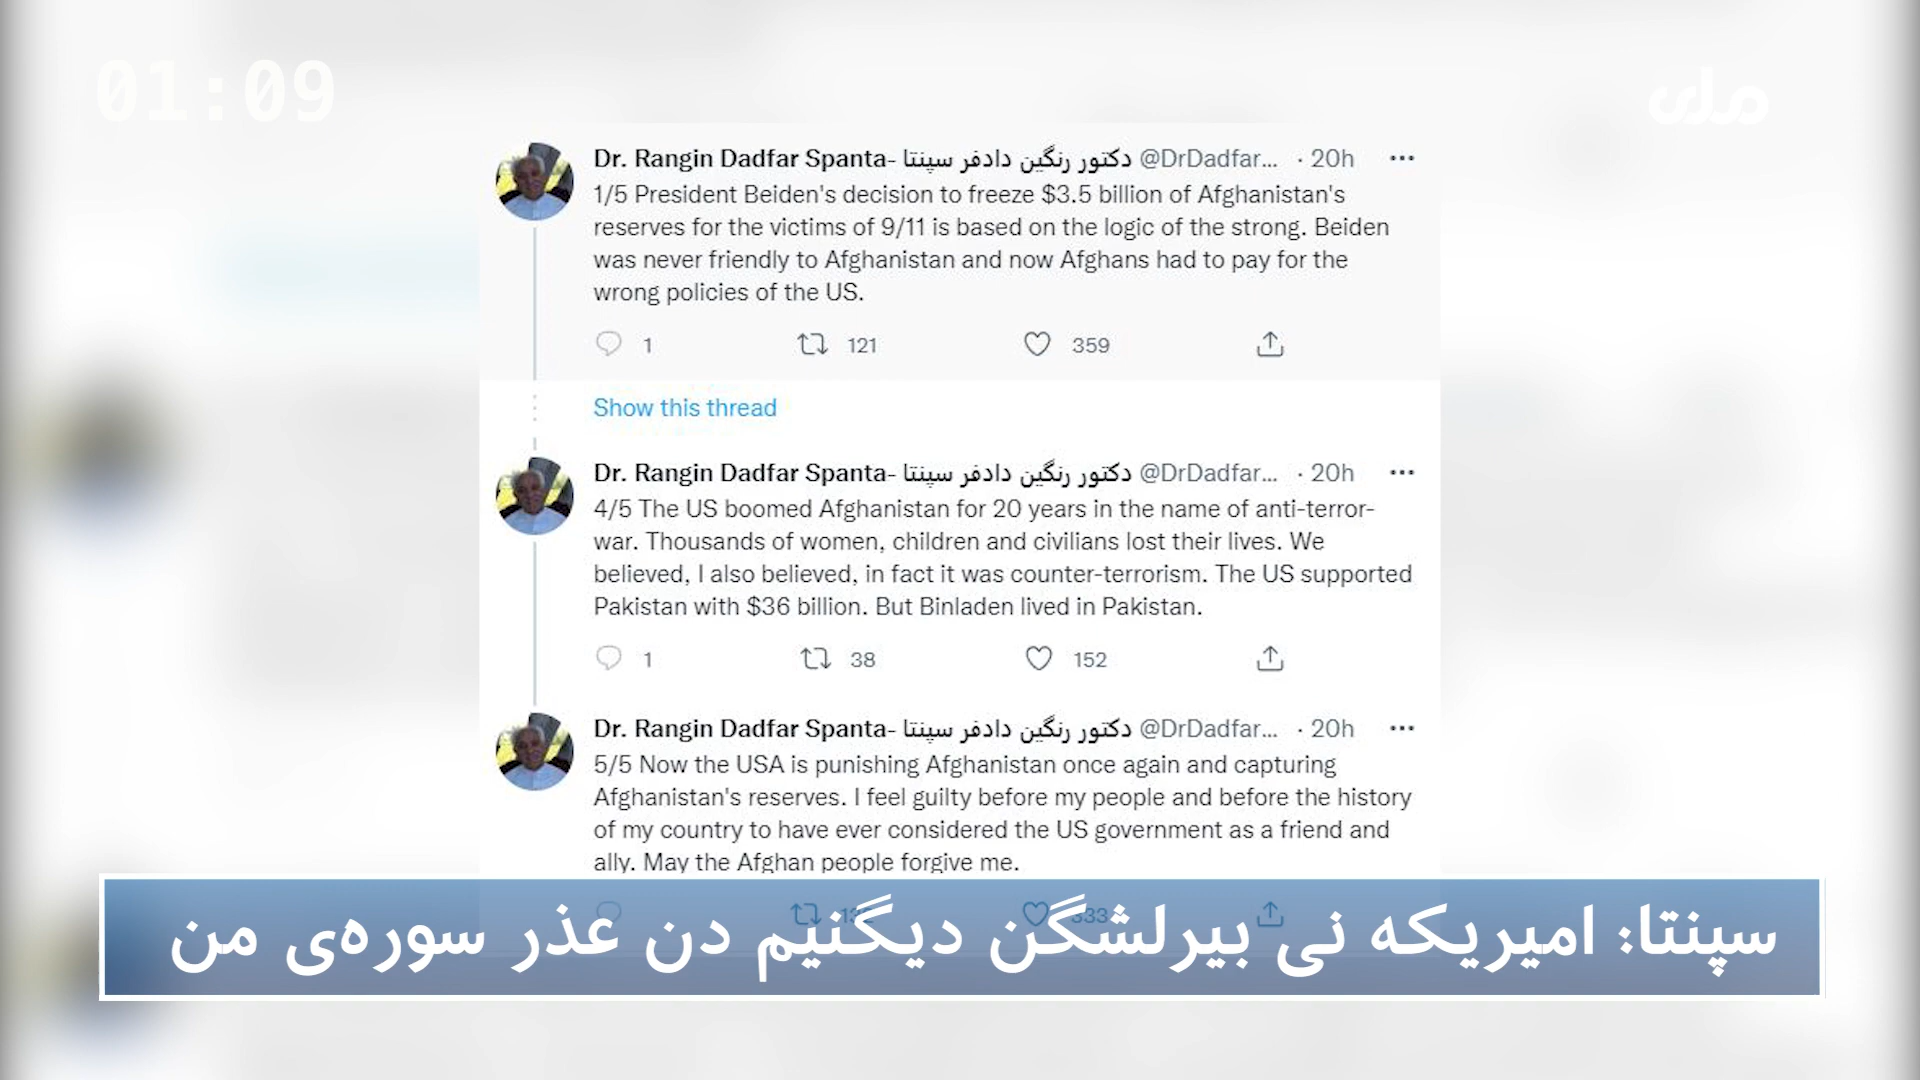 01:09
ملی
Dr. Rangin Dadfar Spanta- دکتور رنگین دادفر سپنتا @DrDadfar... · 20h
1/5 President Beiden's decision to freeze $3.5 billion of Afghanistan's
reserves for the victims of 9/11 is based on the logic of the strong. Beiden
was never friendly to Afghanistan and now Afghans had to pay for the
wrong policies of the US.
1 121 359
Show this thread
Dr. Rangin Dadfar Spanta- دکتور رنگین دادفر سپنتا @DrDadfar... · 20h
4/5 The US boomed Afghanistan for 20 years in the name of anti-terror-
war. Thousands of women, children and civilians lost their lives. We
believed, I also believed, in fact it was counter-terrorism. The US supported
Pakistan with $36 billion. But Binladen lived in Pakistan.
1 38 152
Dr. Rangin Dadfar Spanta- دکتور رنگین دادفر سپنتا @DrDadfar... · 20h
5/5 Now the USA is punishing Afghanistan once again and capturing
Afghanistan's reserves. I feel guilty before my people and before the history
of my country to have ever considered the US government as a friend and
ally. May the Afghan people forgive me.
سپنتا: امیریکه نی بیرلشگن دیگنیم دن عذر سوره‌ی من